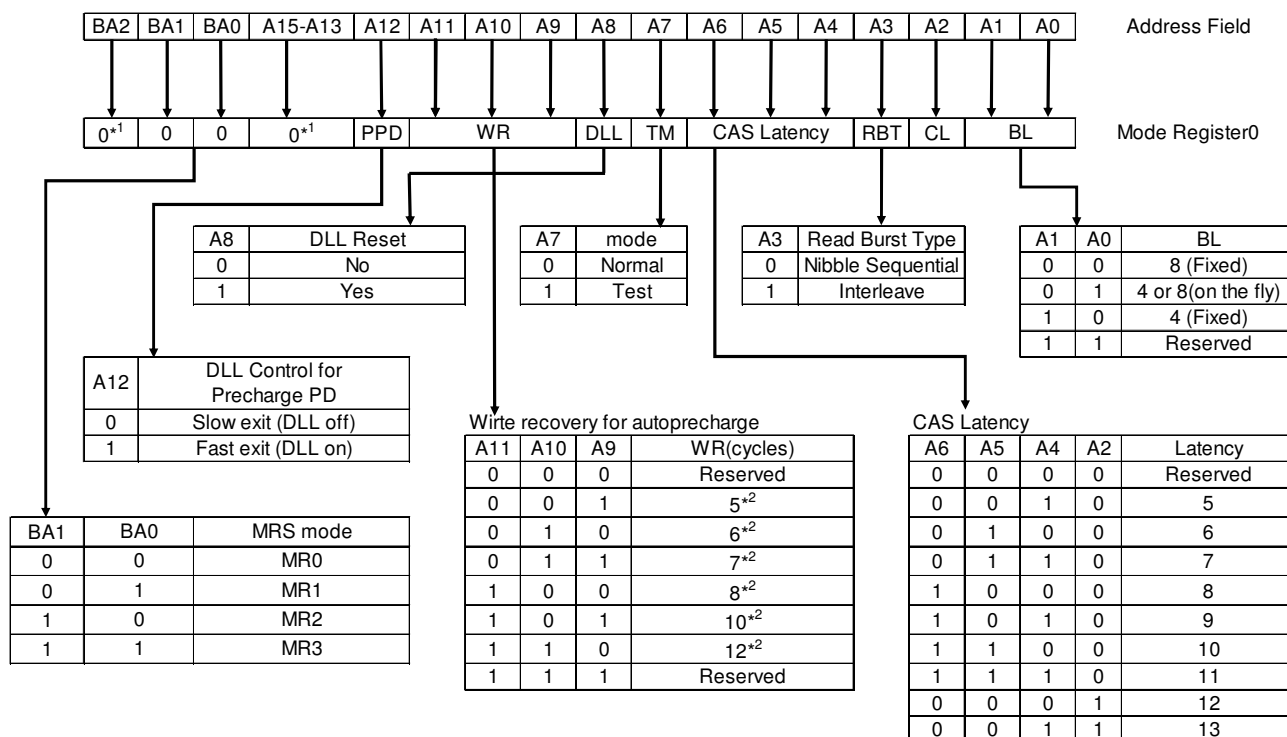 BA2 BA1 BA0 A15-A13 A12 A11 A10 A9 A8 A7 A6 A5 A4 A3 A2 A1 A0 Address Field
0*1 0 0 0*1 PPD WR DLL TM CAS Latency RBT CL BL Mode Register0
A8 DLL Reset
0 No
1 Yes
A7 mode
0 Normal
1 Test
A3 Read Burst Type
0 Nibble Sequential
1 Interleave
A1 A0 BL
0 0 8 (Fixed)
0 1 4 or 8(on the fly)
1 0 4 (Fixed)
1 1 Reserved
A12 DLL Control for
Precharge PD
0 Slow exit (DLL off)
1 Fast exit (DLL on)
BA1 BA0 MRS mode
0 0 MR0
0 1 MR1
1 0 MR2
1 1 MR3
Wirte recovery for autoprecharge
A11 A10 A9 WR(cycles)
0 0 0 Reserved
0 0 1 5*2
0 1 0 6*2
0 1 1 7*2
1 0 0 8*2
1 0 1 10*2
1 1 0 12*2
1 1 1 Reserved
CAS Latency
A6 A5 A4 A2 Latency
0 0 0 0 Reserved
0 0 1 0 5
0 1 0 0 6
0 1 1 0 7
1 0 0 0 8
1 0 1 0 9
1 1 0 0 10
1 1 1 0 11
0 0 0 1 12
0 0 1 1 13